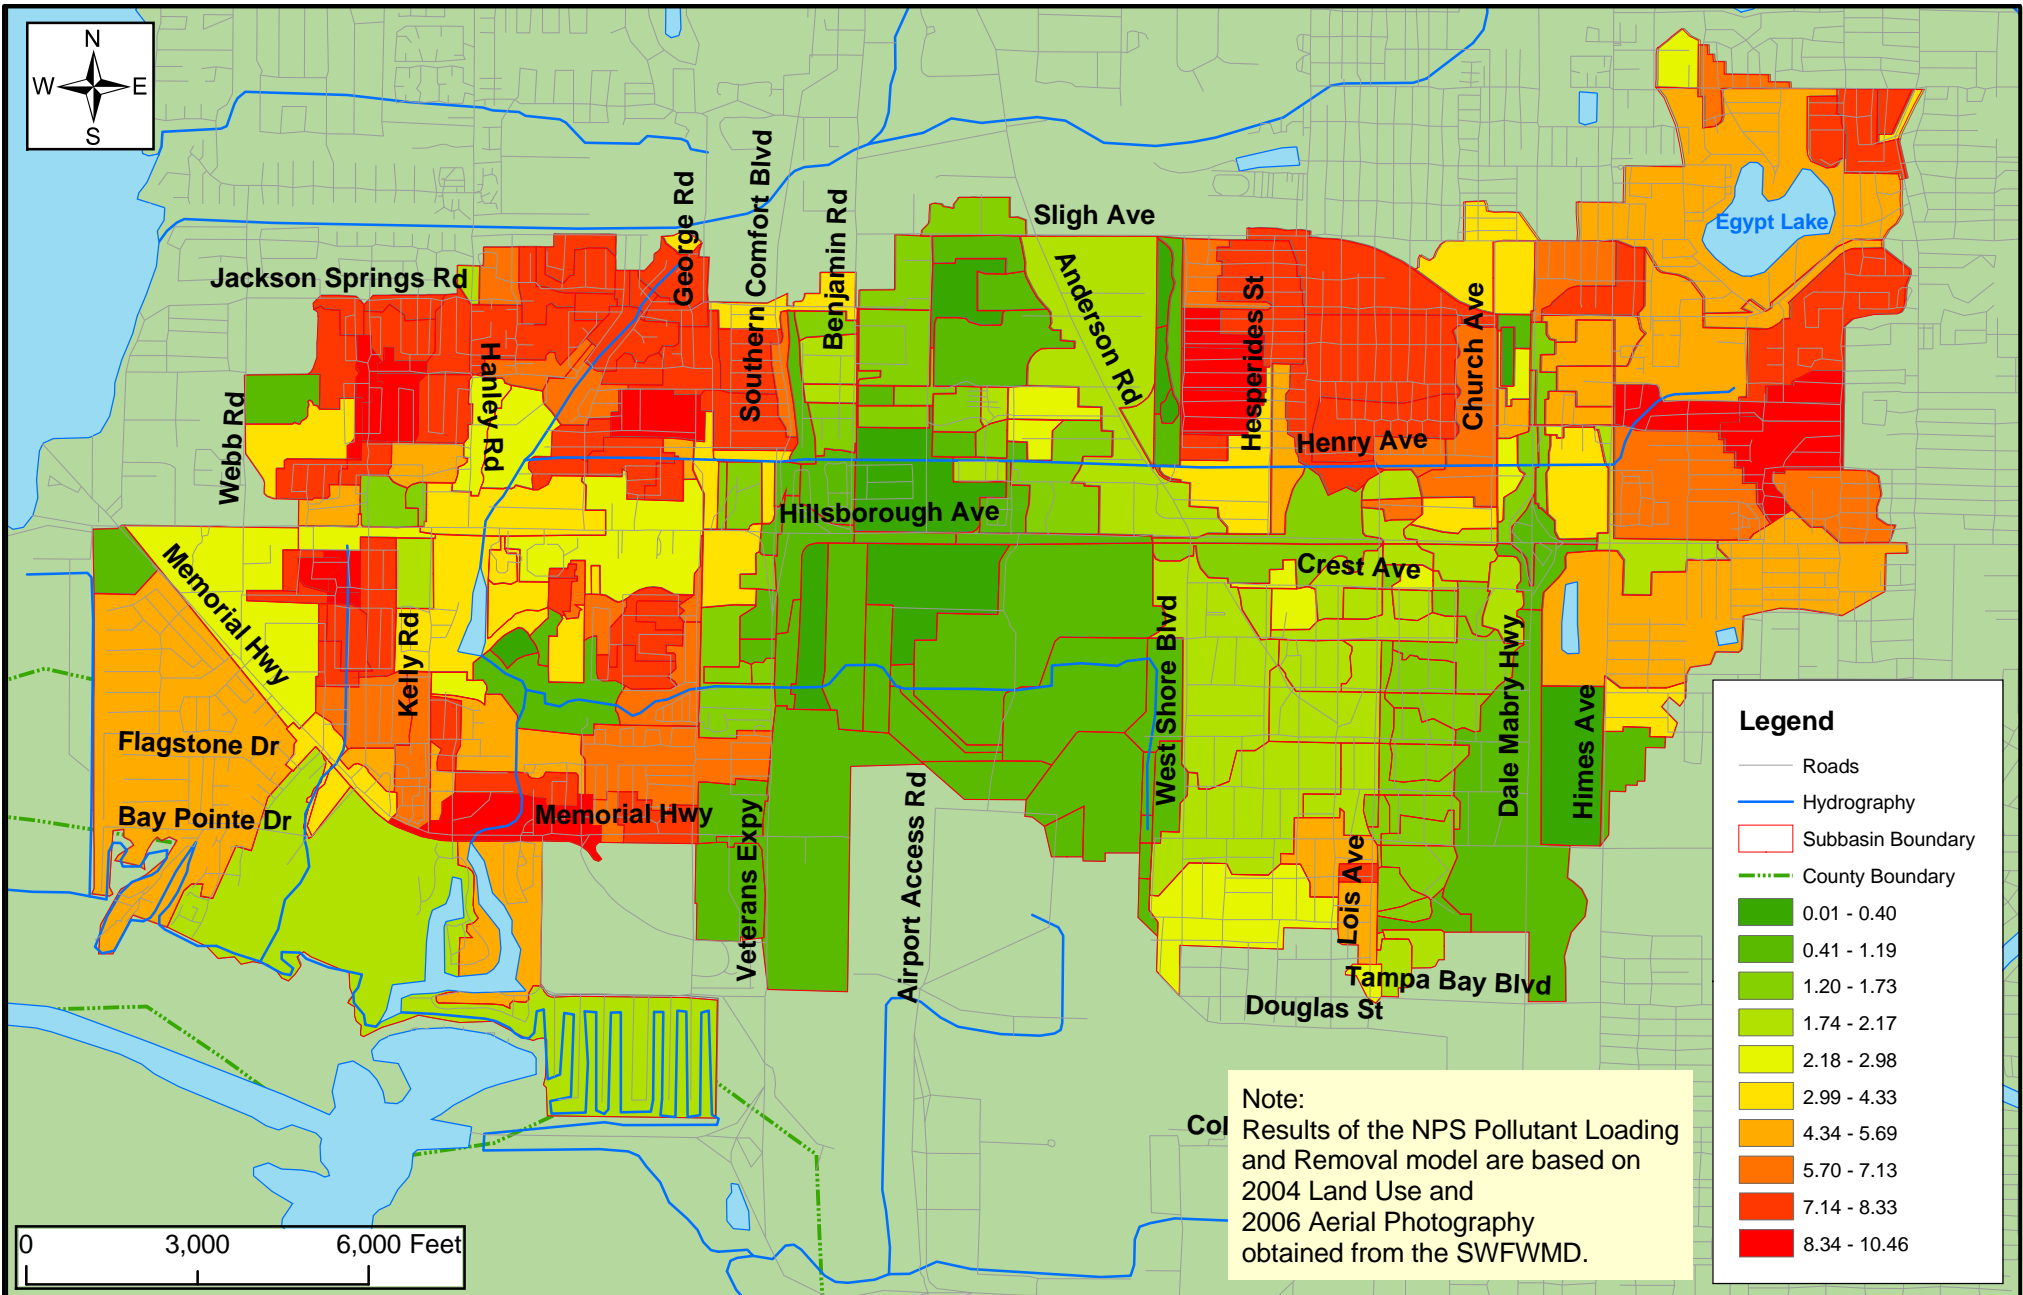 N
W E
S
Sligh Ave
Egypt Lake
Jackson Springs Rd
George Rd
Southern Comfort Blvd
Benjamin Rd
Anderson Rd
Hesperides St
Church Ave
Hanley Rd
Webb Rd
Henry Ave
Hillsborough Ave
Crest Ave
Memorial Hwy
Kelly Rd
West Shore Blvd
Dale Mabry Hwy
Himes Ave
Flagstone Dr
Bay Pointe Dr
Memorial Hwy
Veterans Expy
Airport Access Rd
Lois Ave
Tampa Bay Blvd
Douglas St
Col
Note:
Results of the NPS Pollutant Loading
and Removal model are based on
2004 Land Use and
2006 Aerial Photography
obtained from the SWFWMD.
Legend
Roads
Hydrography
Subbasin Boundary
County Boundary
0.01 - 0.40
0.41 - 1.19
1.20 - 1.73
1.74 - 2.17
2.18 - 2.98
2.99 - 4.33
4.34 - 5.69
5.70 - 7.13
7.14 - 8.33
8.34 - 10.46
0 3,000 6,000 Feet